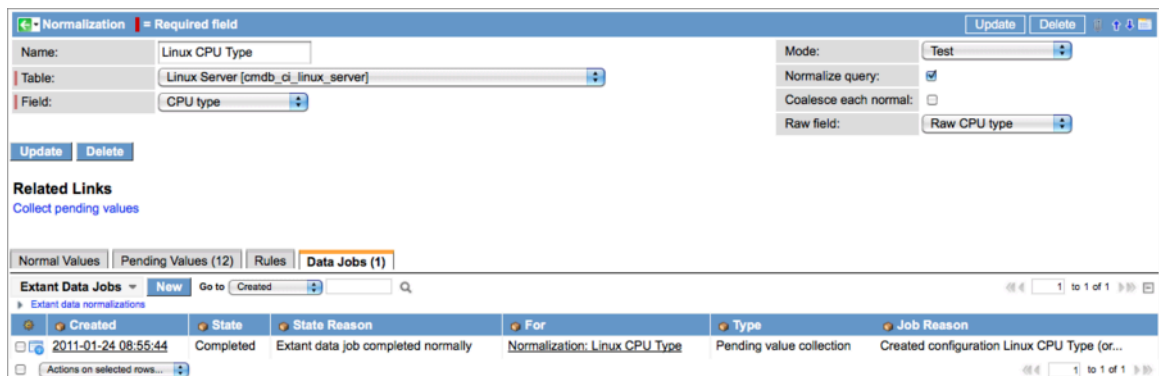 Normalization = Required field Update Delete
Name: Linux CPU Type Mode: Test
Table: Linux Server [cmdb_ci_linux_server] Normalize query:
Field: CPU type Coalesce each normal:
Raw field: Raw CPU type
Update Delete
Related Links
Collect pending values
Normal Values Pending Values (12) Rules Data Jobs (1)
Extant Data Jobs New Go to Created 1 to 1 of 1
Extant data normalizations
Created State State Reason For Type Job Reason
2011-01-24 08:55:44 Completed Extant data job completed normally Normalization: Linux CPU Type Pending value collection Created configuration Linux CPU Type (or...
Actions on selected rows... 1 to 1 of 1